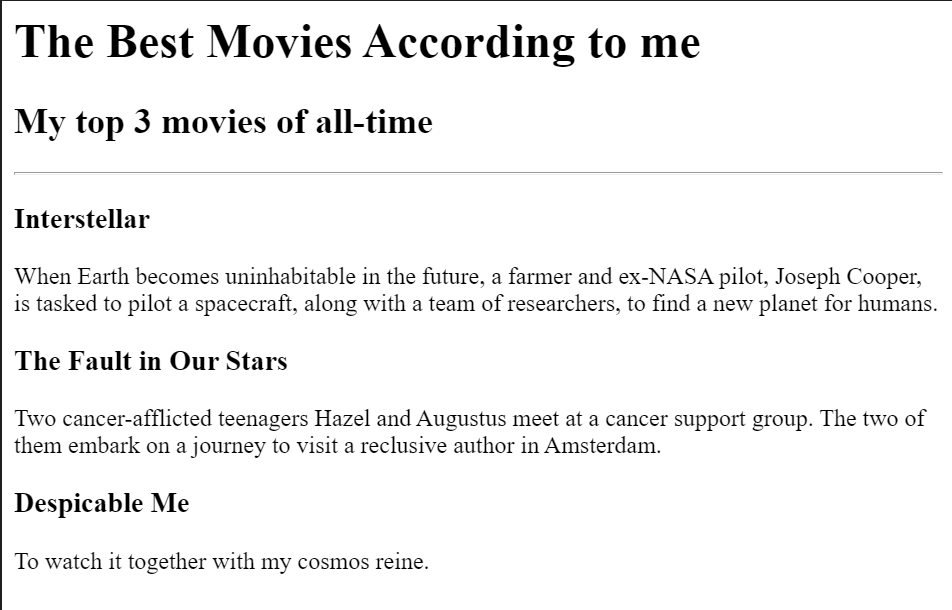 The Best Movies According to me
My top 3 movies of all-time
Interstellar
When Earth becomes uninhabitable in the future, a farmer and ex-NASA pilot, Joseph Cooper,
is tasked to pilot a spacecraft, along with a team of researchers, to find a new planet for humans.
The Fault in Our Stars
Two cancer-afflicted teenagers Hazel and Augustus meet at a cancer support group. The two of
them embark on a journey to visit a reclusive author in Amsterdam.
Despicable Me
To watch it together with my cosmos reine.